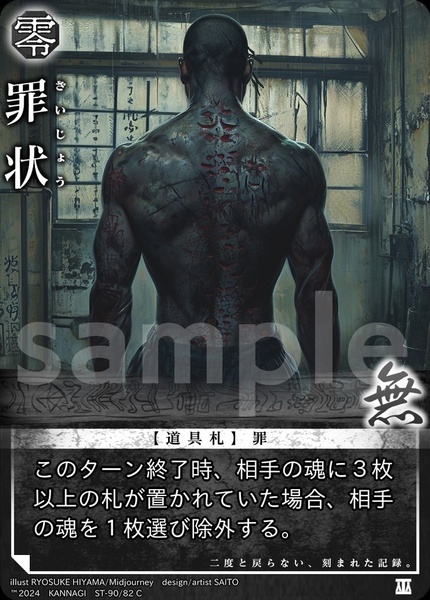 零
罪状
ざいじょう
sample
無
【道具札】罪
このターン終了時、相手の魂に３枚
以上の札が置かれていた場合、相手
の魂を１枚選び除外する。
二度と戻らない、刻まれた記録。
illust RYOSUKE HIYAMA/Midjourney design/artist SAITO
™2024 KANNAGI ST-90/82 C